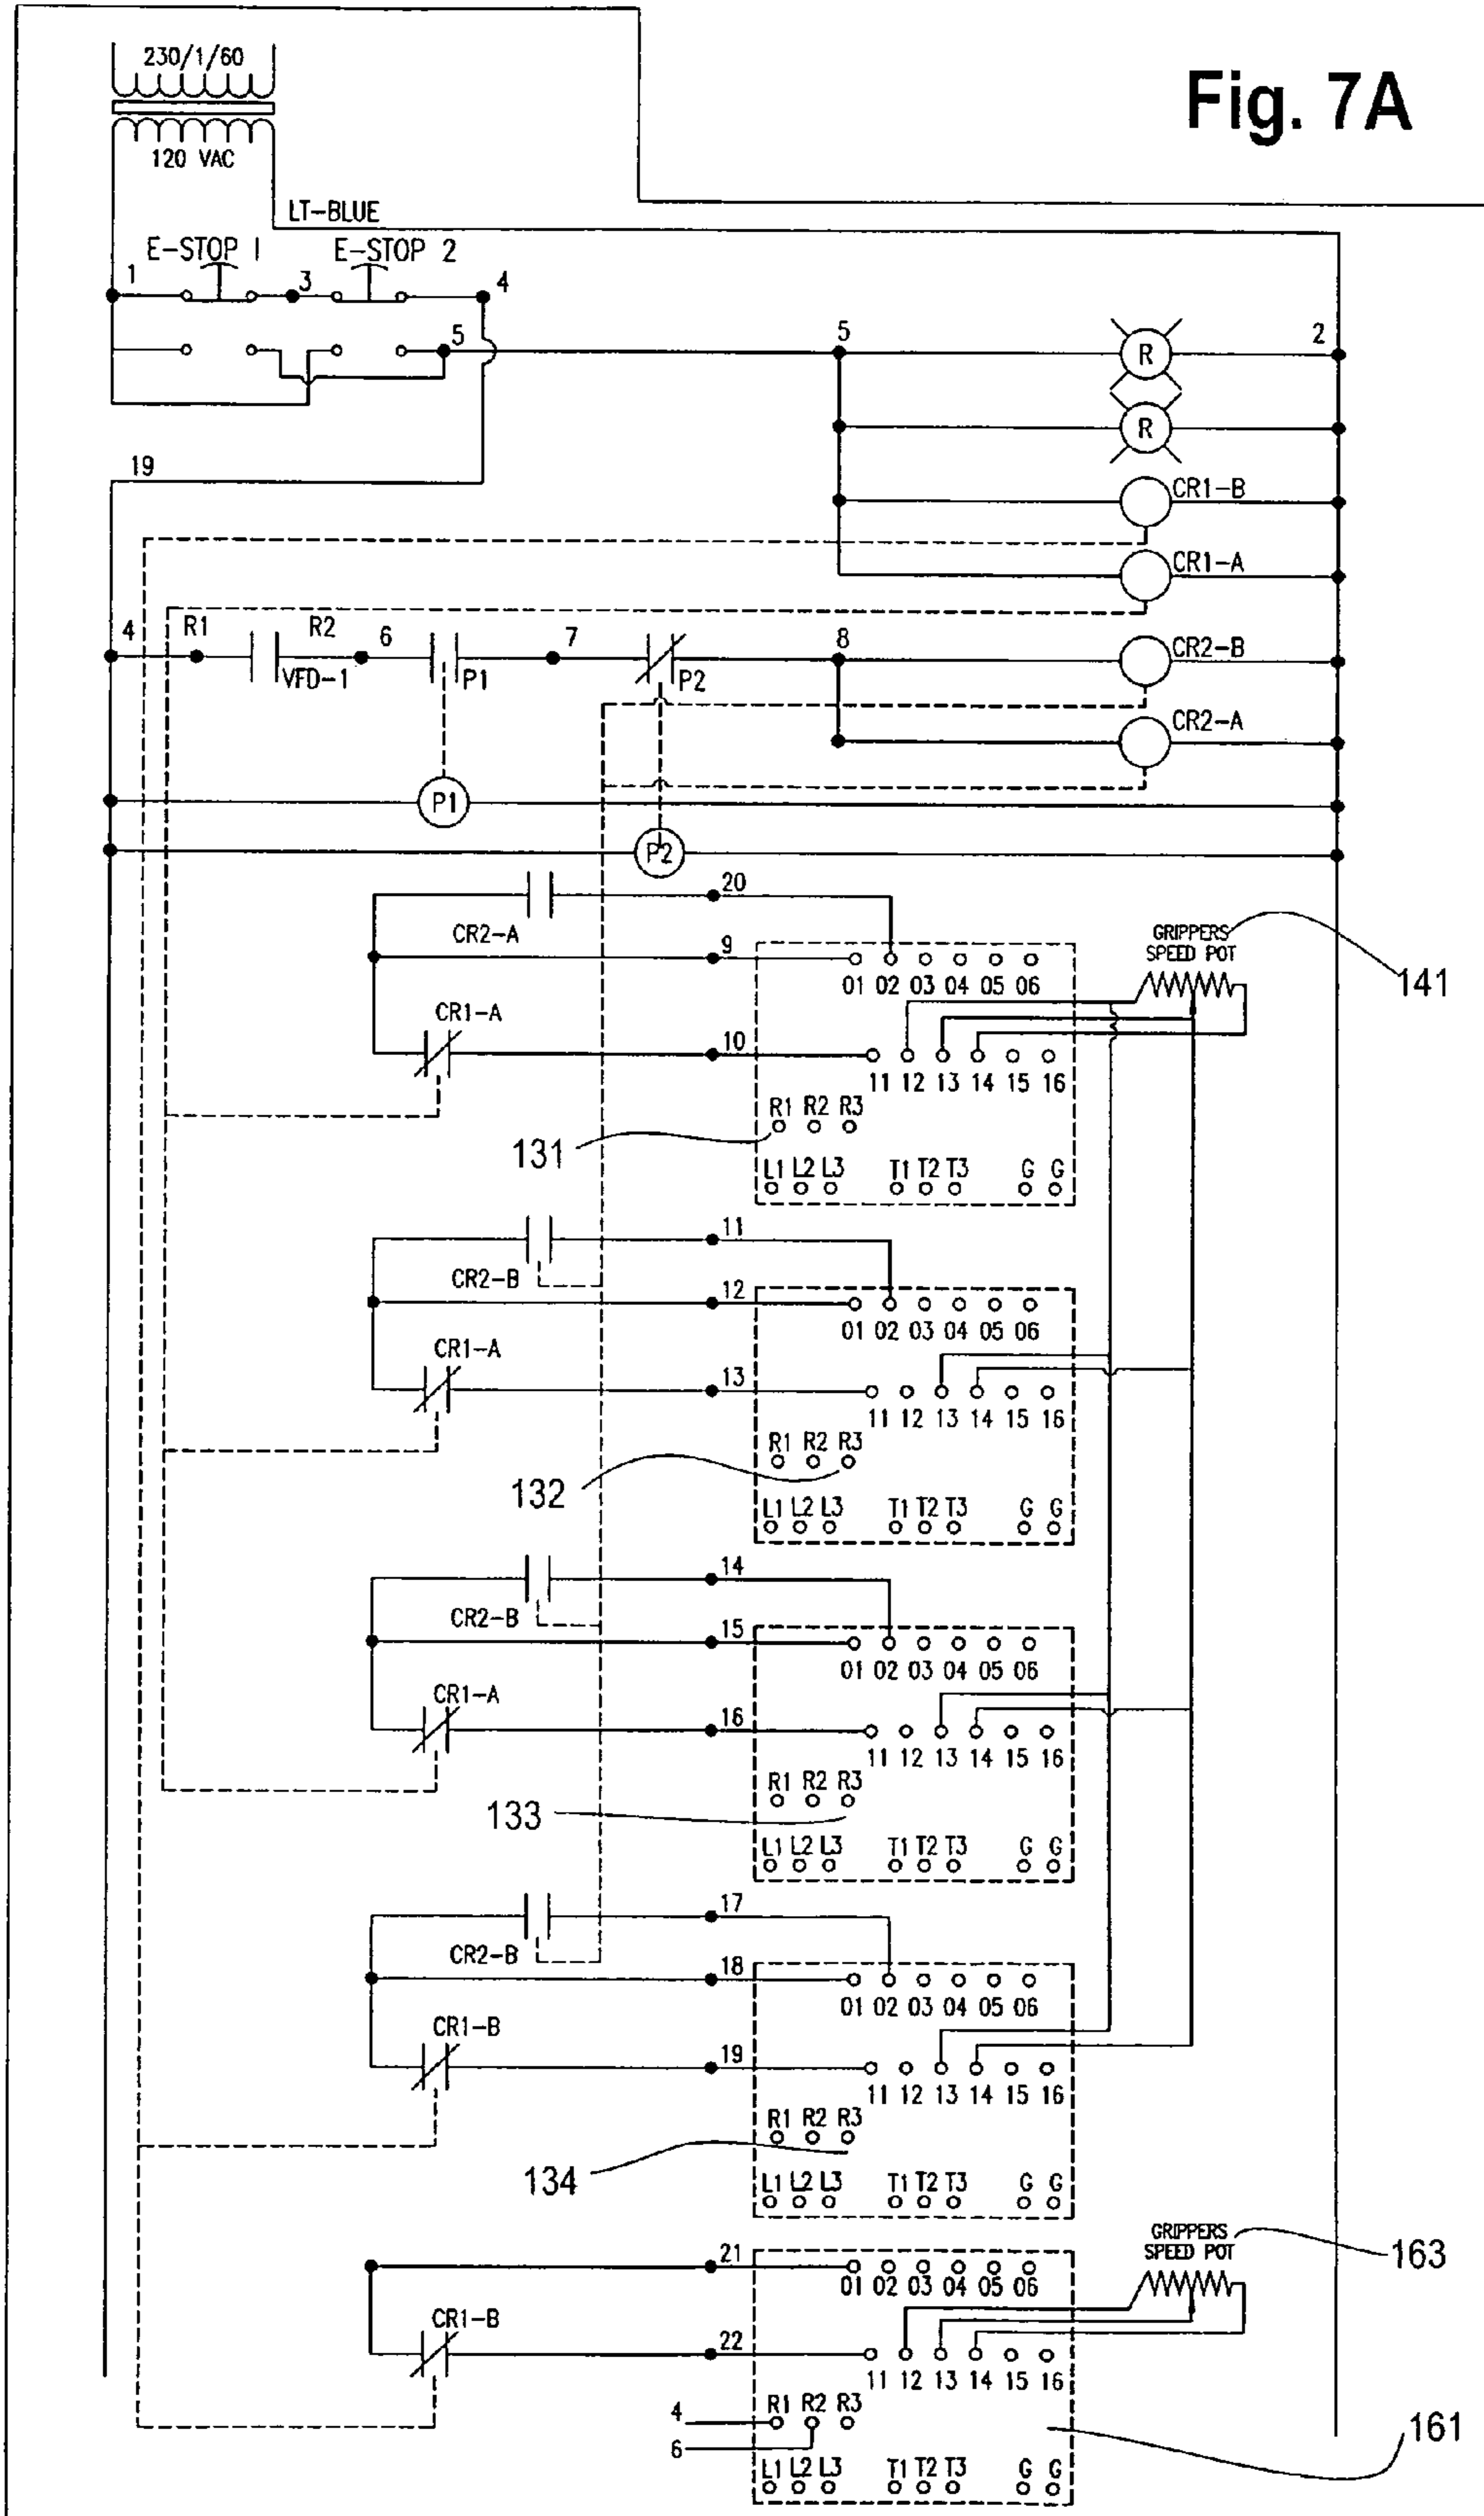 Fig. 7A
230/1/60
120 VAC
LT-BLUE
E-STOP 1 E-STOP 2
1 3 4
5 5 R 2
R
19
CR1-B
CR1-A
4 R1 R2 6 7 8 CR2-B
VFD-1 P1 P2
CR2-A
P1
P2
20
CR2-A
9
GRIPPERS
SPEED POT
141
01 02 03 04 05 06
CR1-A
10
11 12 13 14 15 16
R1 R2 R3
131
L1 L2 L3 T1 T2 T3 G G
11
CR2-B
12
01 02 03 04 05 06
CR1-A
13
11 12 13 14 15 16
R1 R2 R3
132
L1 L2 L3 T1 T2 T3 G G
14
CR2-B
15
01 02 03 04 05 06
CR1-A
16
11 12 13 14 15 16
R1 R2 R3
133
L1 L2 L3 T1 T2 T3 G G
17
CR2-B
18
01 02 03 04 05 06
CR1-B
19
11 12 13 14 15 16
R1 R2 R3
134
L1 L2 L3 T1 T2 T3 G G
21
GRIPPERS
SPEED POT
163
01 02 03 04 05 06
CR1-B
22
11 12 13 14 15 16
4 R1 R2 R3
6
161
L1 L2 L3 T1 T2 T3 G G